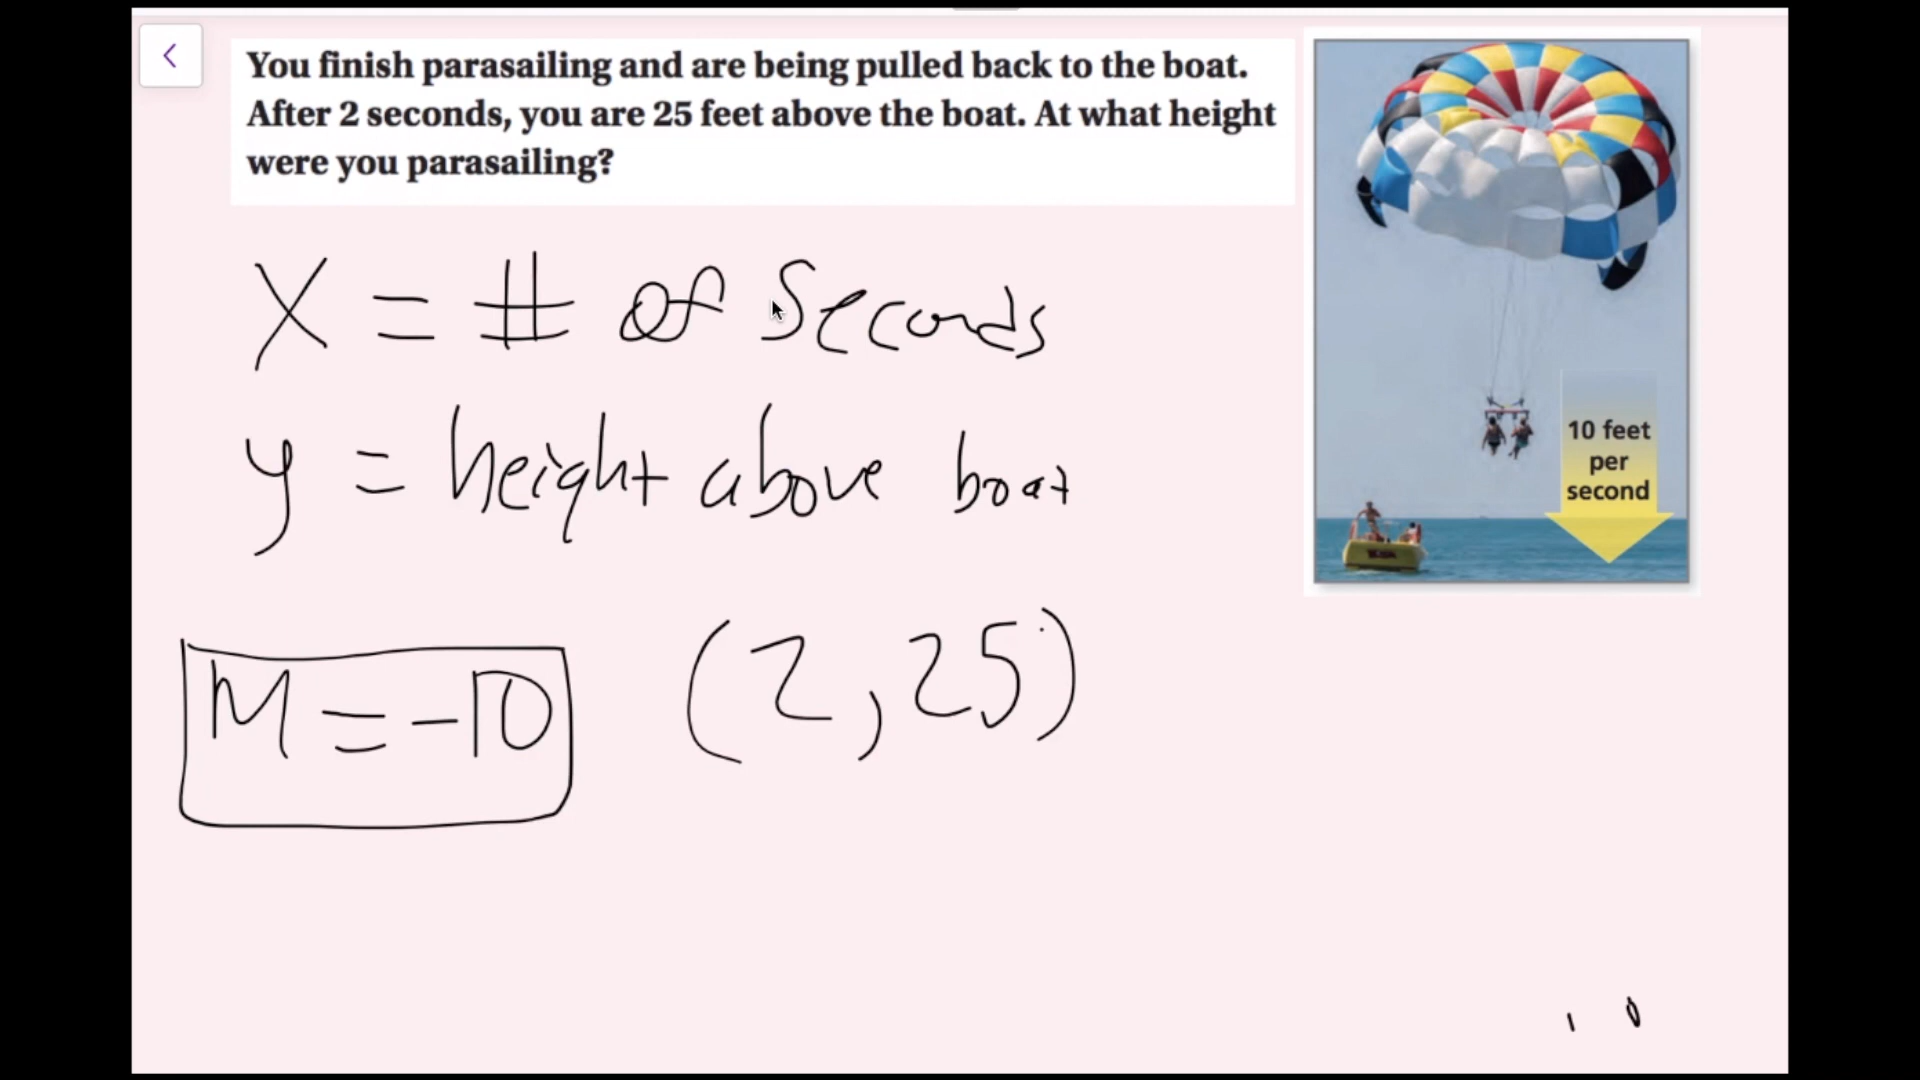 You finish parasailing and are being pulled back to the boat.
After 2 seconds, you are 25 feet above the boat. At what height
were you parasailing?
10 feet
per
second
X = # of Seconds
y = height above boat
M = -10
(2, 25)